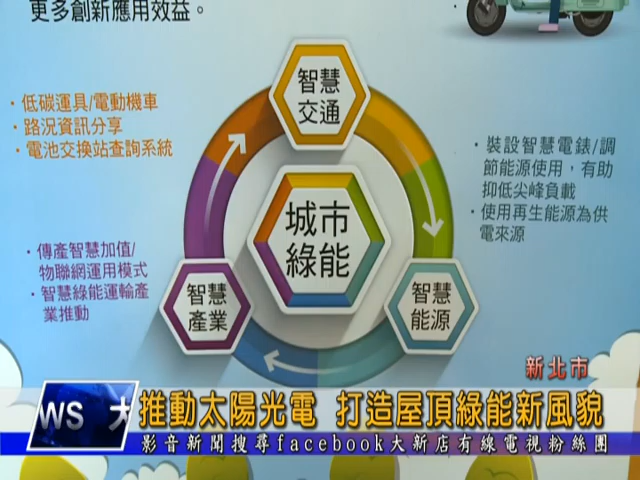 更多創新應用效益。
智慧
交通
・低碳運具/電動機車
・路況資訊分享
・電池交換站查詢系統
・裝設智慧電錶/調
節能源使用，有助
抑低尖峰負載
・使用再生能源為供
電來源
城市
綠能
・傳產智慧加值/
物聯網運用模式
・智慧綠能運輸產
業推動
智慧
產業
智慧
能源
新北市
WS 大
推動太陽光電 打造屋頂綠能新風貌
影音新聞搜尋facebook大新店有線電視粉絲團